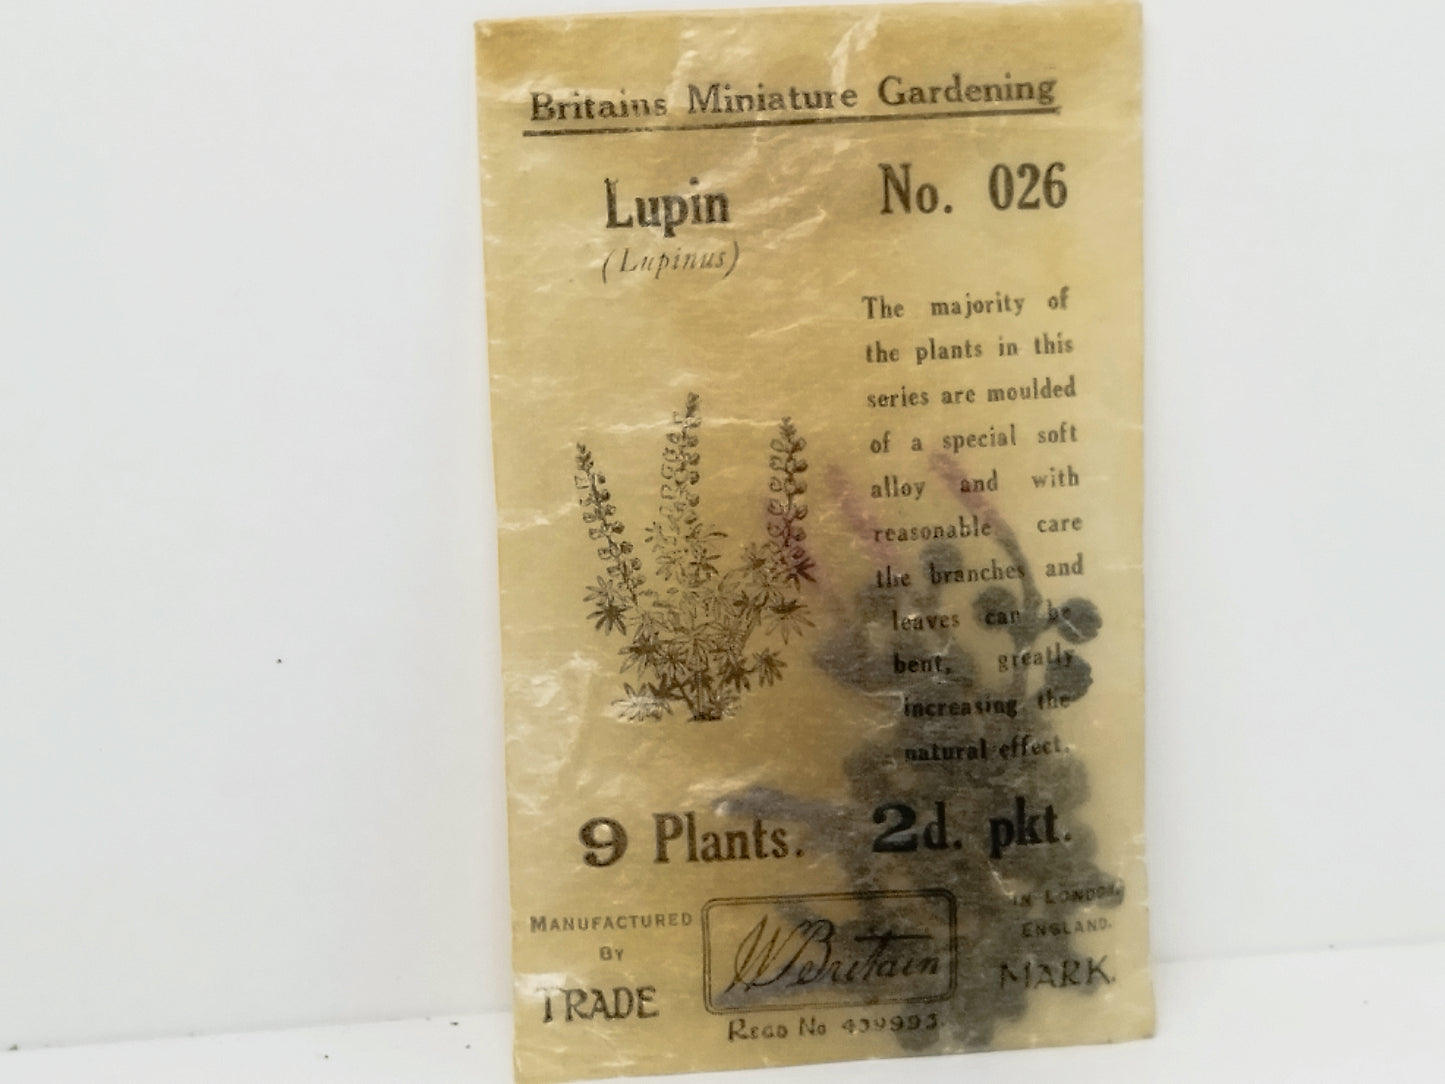 Britains Miniature Gardening
Lupin
(Lupinus)
No. 026
The majority of
the plants in this
series are moulded
of a special soft
alloy and with
reasonable care
the branches and
leaves can be
bent, greatly
increasing the
natural effect.
9 Plants. 2d. pkt.
MANUFACTURED
BY
TRADE
W Britain
REGD No 459993.
IN LONDON,
ENGLAND.
MARK.